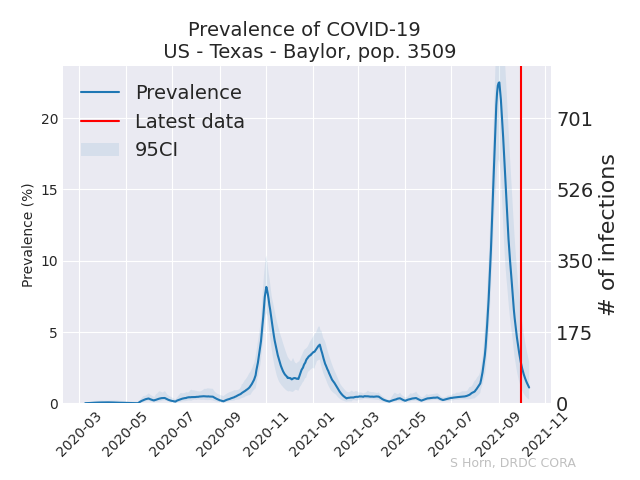 Prevalence of COVID-19
US - Texas - Baylor, pop. 3509
Prevalence
Latest data
95CI
Prevalence (%)
20
15
10
5
0
701
526
350
175
0
# of infections
2020-03
2020-05
2020-07
2020-09
2020-11
2021-01
2021-03
2021-05
2021-07
2021-09
2021-11
S Horn, DRDC CORA